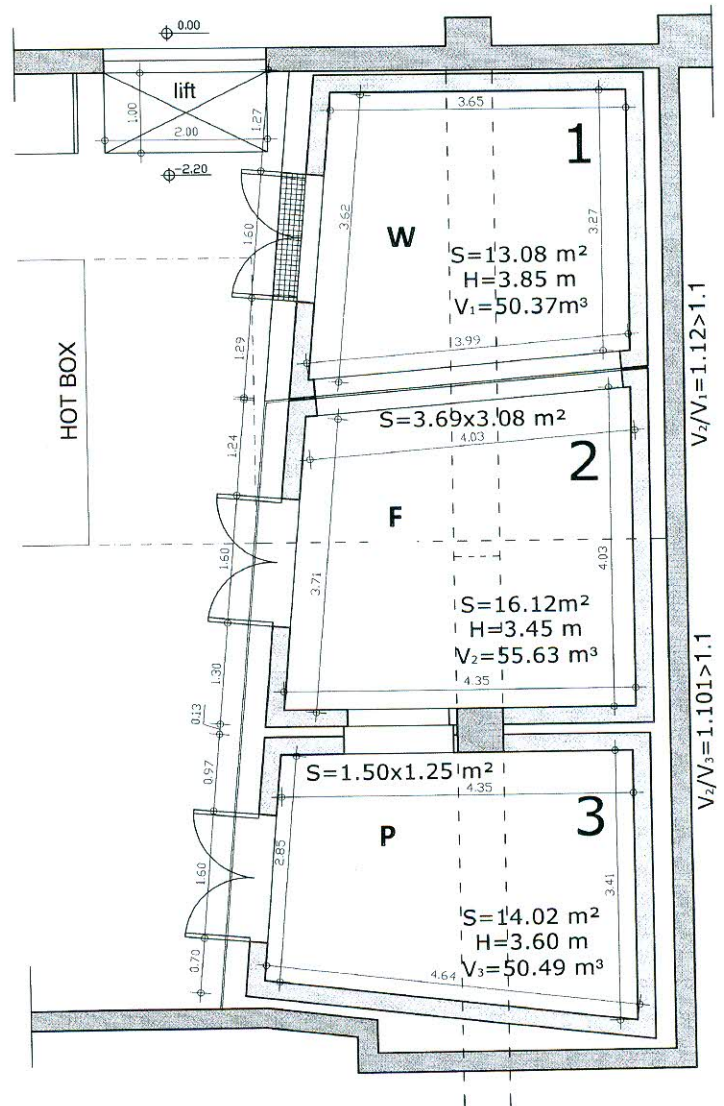 0.00
lift
1.00
2.00
1.27
-2.20
3.65
1
1.60
3.62
W
3.27
S=13.08 m²
H=3.85 m
V₁=50.37m³
3.99
1.29
HOT BOX
V₂/V₁=1.12>1.1
S=3.69x3.08 m²
4.03
2
1.24
F
1.60
3.71
4.03
S=16.12m²
H=3.45 m
V₂=55.63 m³
4.35
1.30
0.13
V₂/V₃=1.101>1.1
0.97
S=1.50x1.25 m²
4.35
3
P
2.85
1.60
3.41
S=14.02 m²
H=3.60 m
V₃=50.49 m³
4.64
0.70